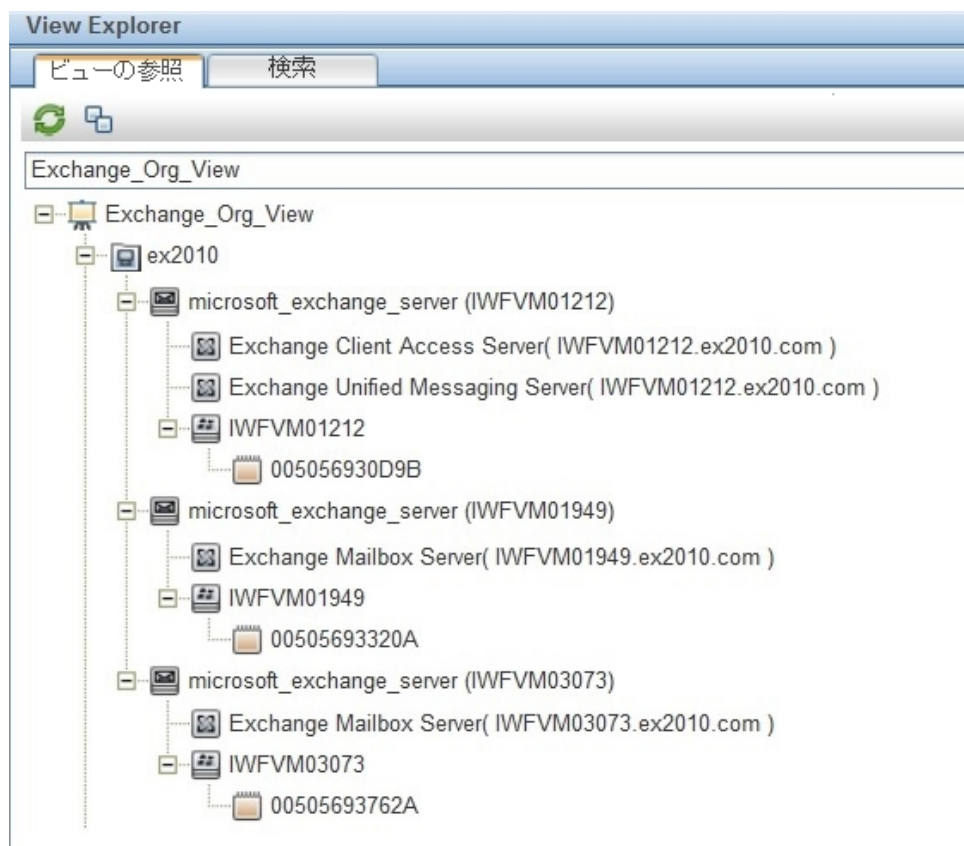 View Explorer
ビューの参照 検索
Exchange_Org_View
Exchange_Org_View
ex2010
microsoft_exchange_server (IWFVM01212)
Exchange Client Access Server( IWFVM01212.ex2010.com )
Exchange Unified Messaging Server( IWFVM01212.ex2010.com )
IWFVM01212
005056930D9B
microsoft_exchange_server (IWFVM01949)
Exchange Mailbox Server( IWFVM01949.ex2010.com )
IWFVM01949
00505693320A
microsoft_exchange_server (IWFVM03073)
Exchange Mailbox Server( IWFVM03073.ex2010.com )
IWFVM03073
00505693762A